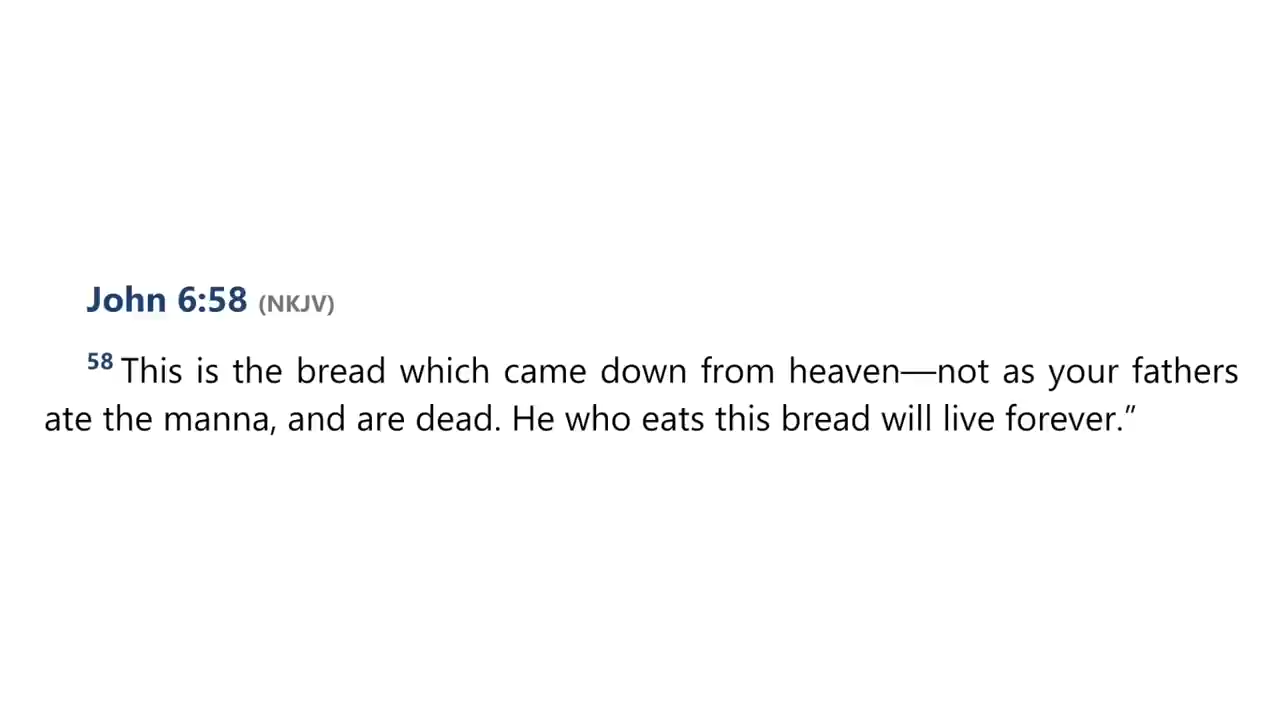 John 6:58 (NKJV)
58 This is the bread which came down from heaven—not as your fathers
ate the manna, and are dead. He who eats this bread will live forever.”